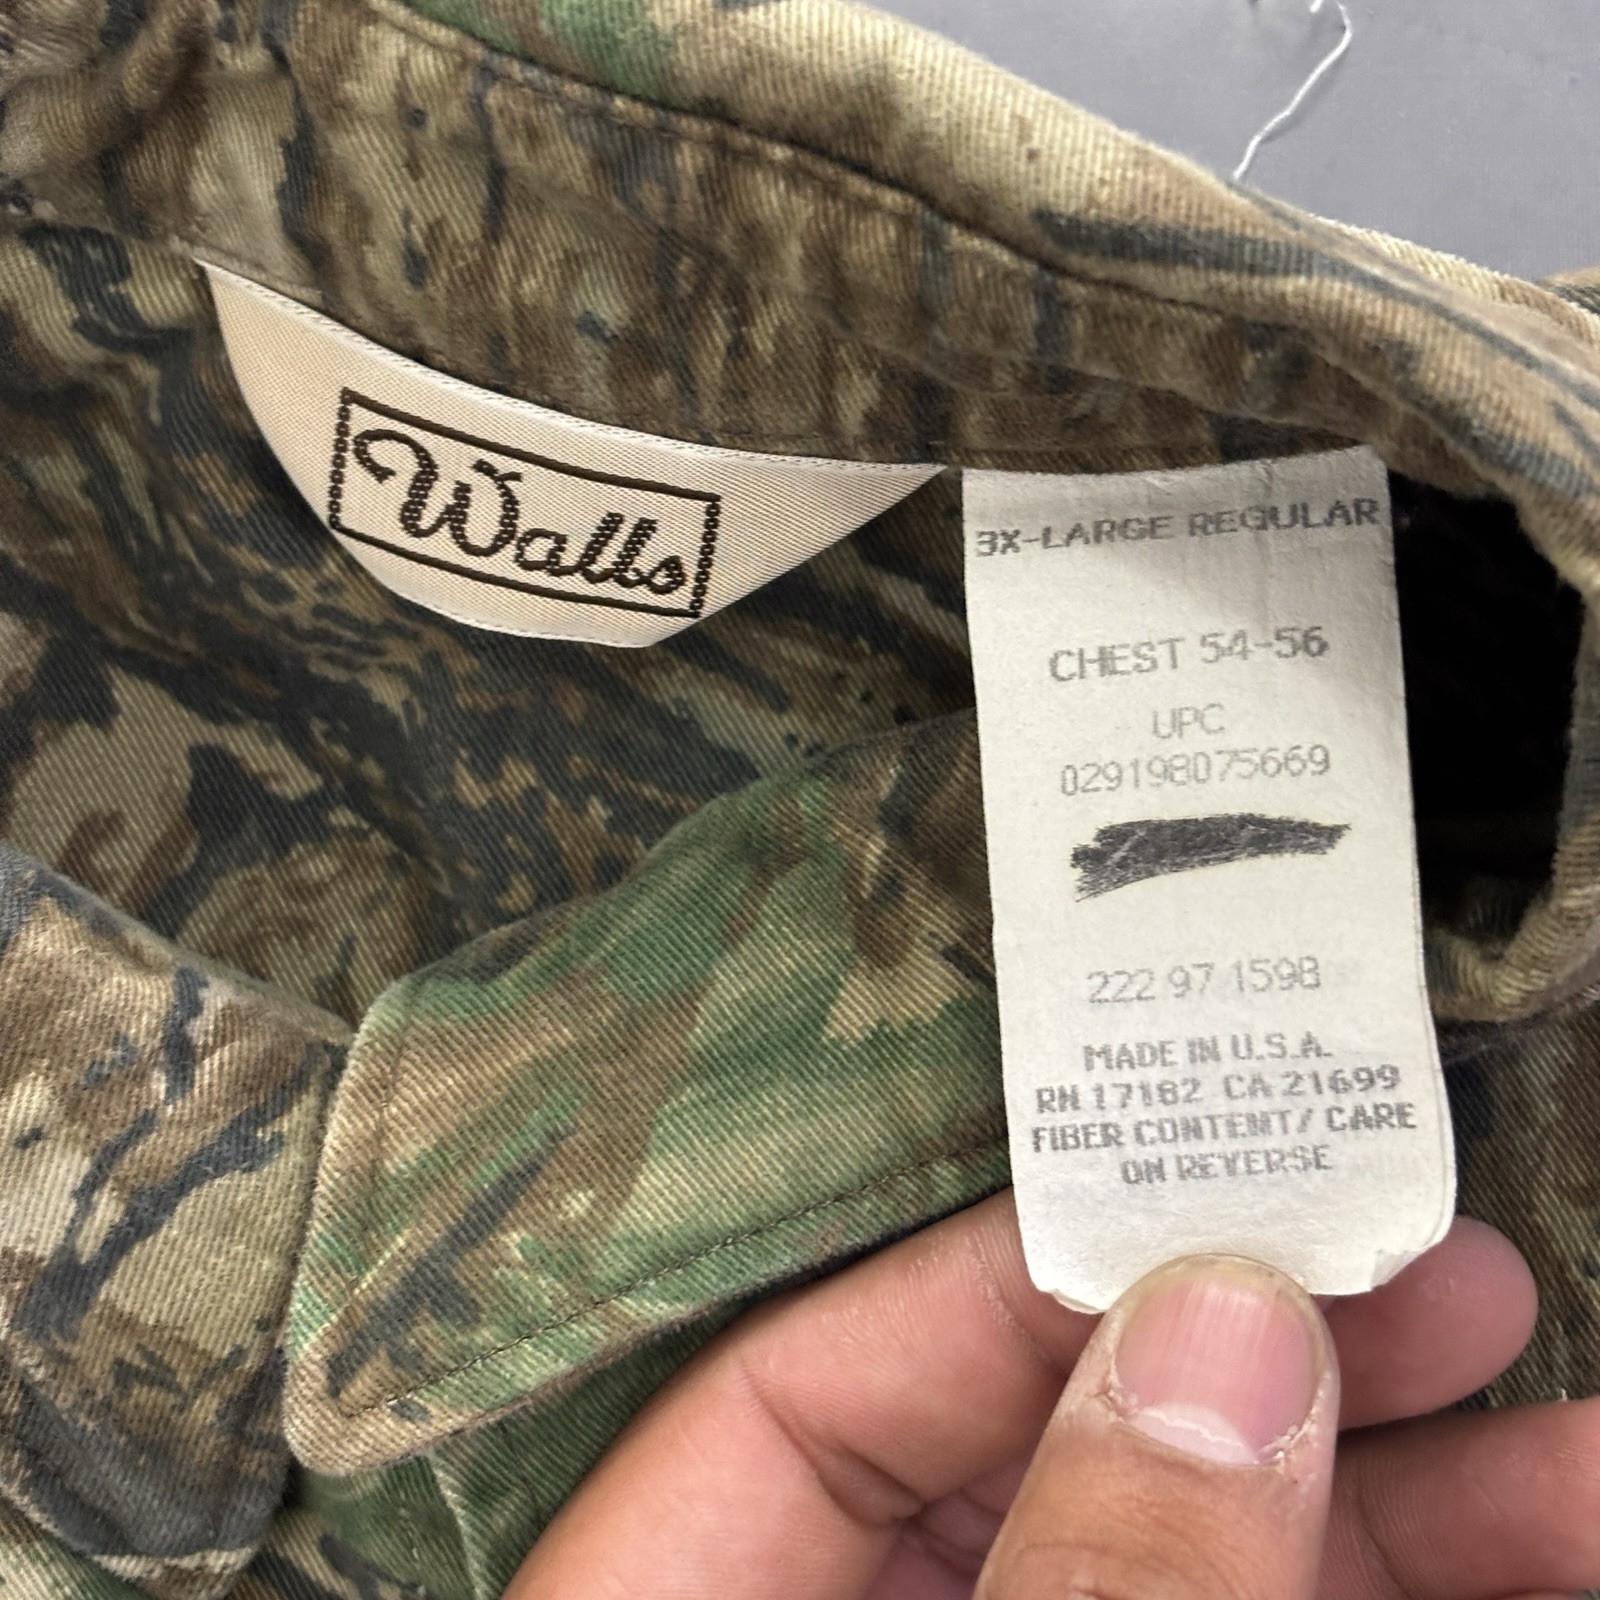 Walls
3X-LARGE REGULAR
CHEST 54-56
UPC
029198075669
222 97 1598
MADE IN U.S.A.
RN 17182 CA 21699
FIBER CONTENT/ CARE
ON REVERSE